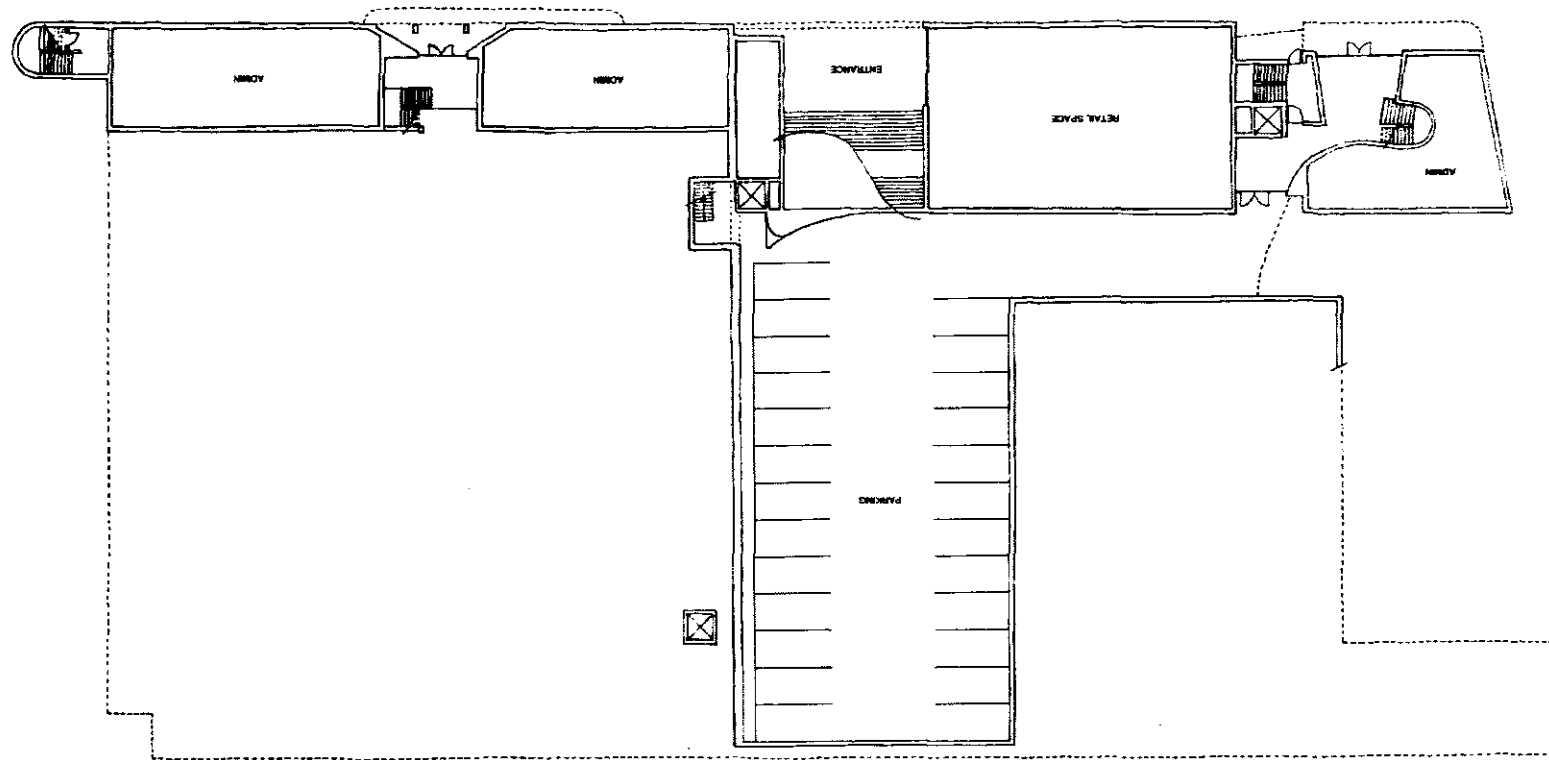 PARKING
ADMIN
RETAIL SPACE
ENTRANCE
ADMIN
ADMIN